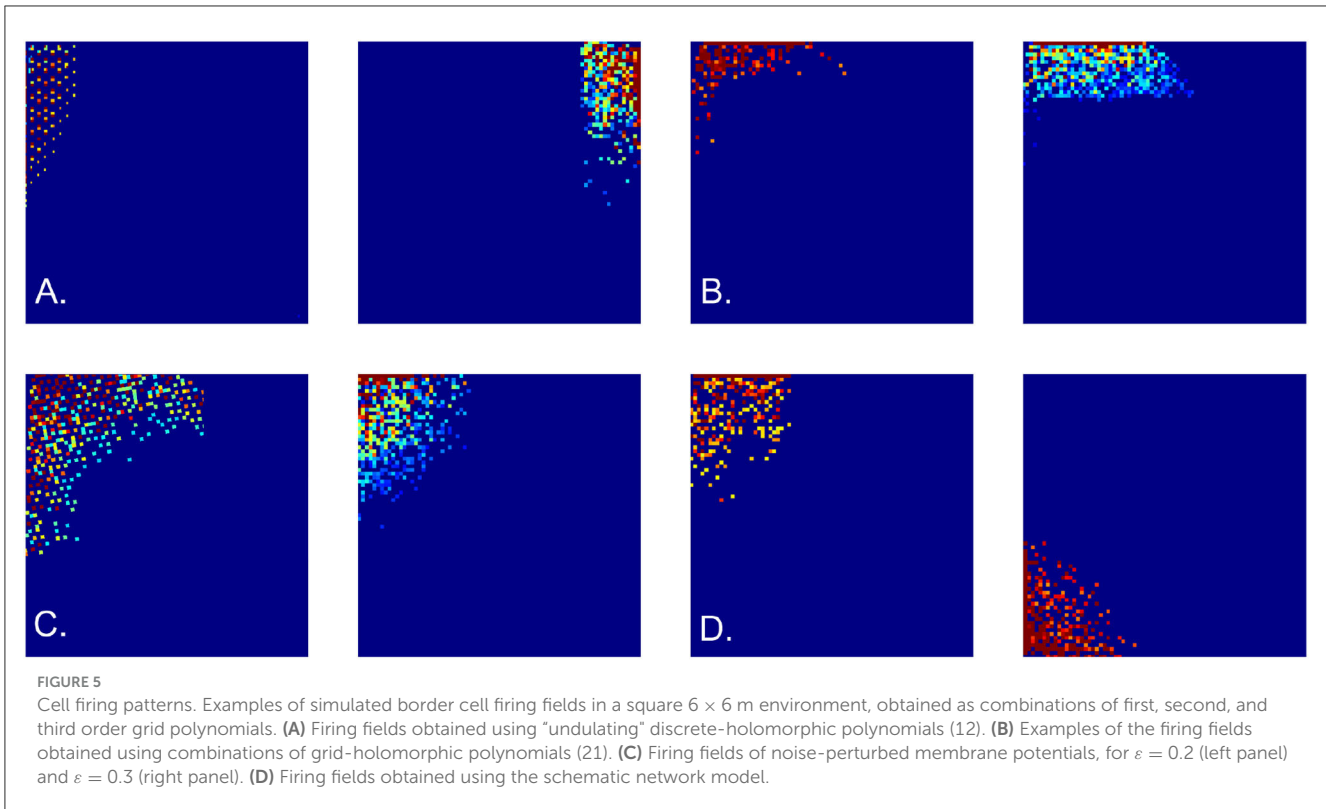 A.
B.
C.
D.
FIGURE 5
Cell firing patterns. Examples of simulated border cell firing fields in a square 6 × 6 m environment, obtained as combinations of first, second, and
third order grid polynomials. (A) Firing fields obtained using “undulating" discrete-holomorphic polynomials (12). (B) Examples of the firing fields
obtained using combinations of grid-holomorphic polynomials (21). (C) Firing fields of noise-perturbed membrane potentials, for ε = 0.2 (left panel)
and ε = 0.3 (right panel). (D) Firing fields obtained using the schematic network model.